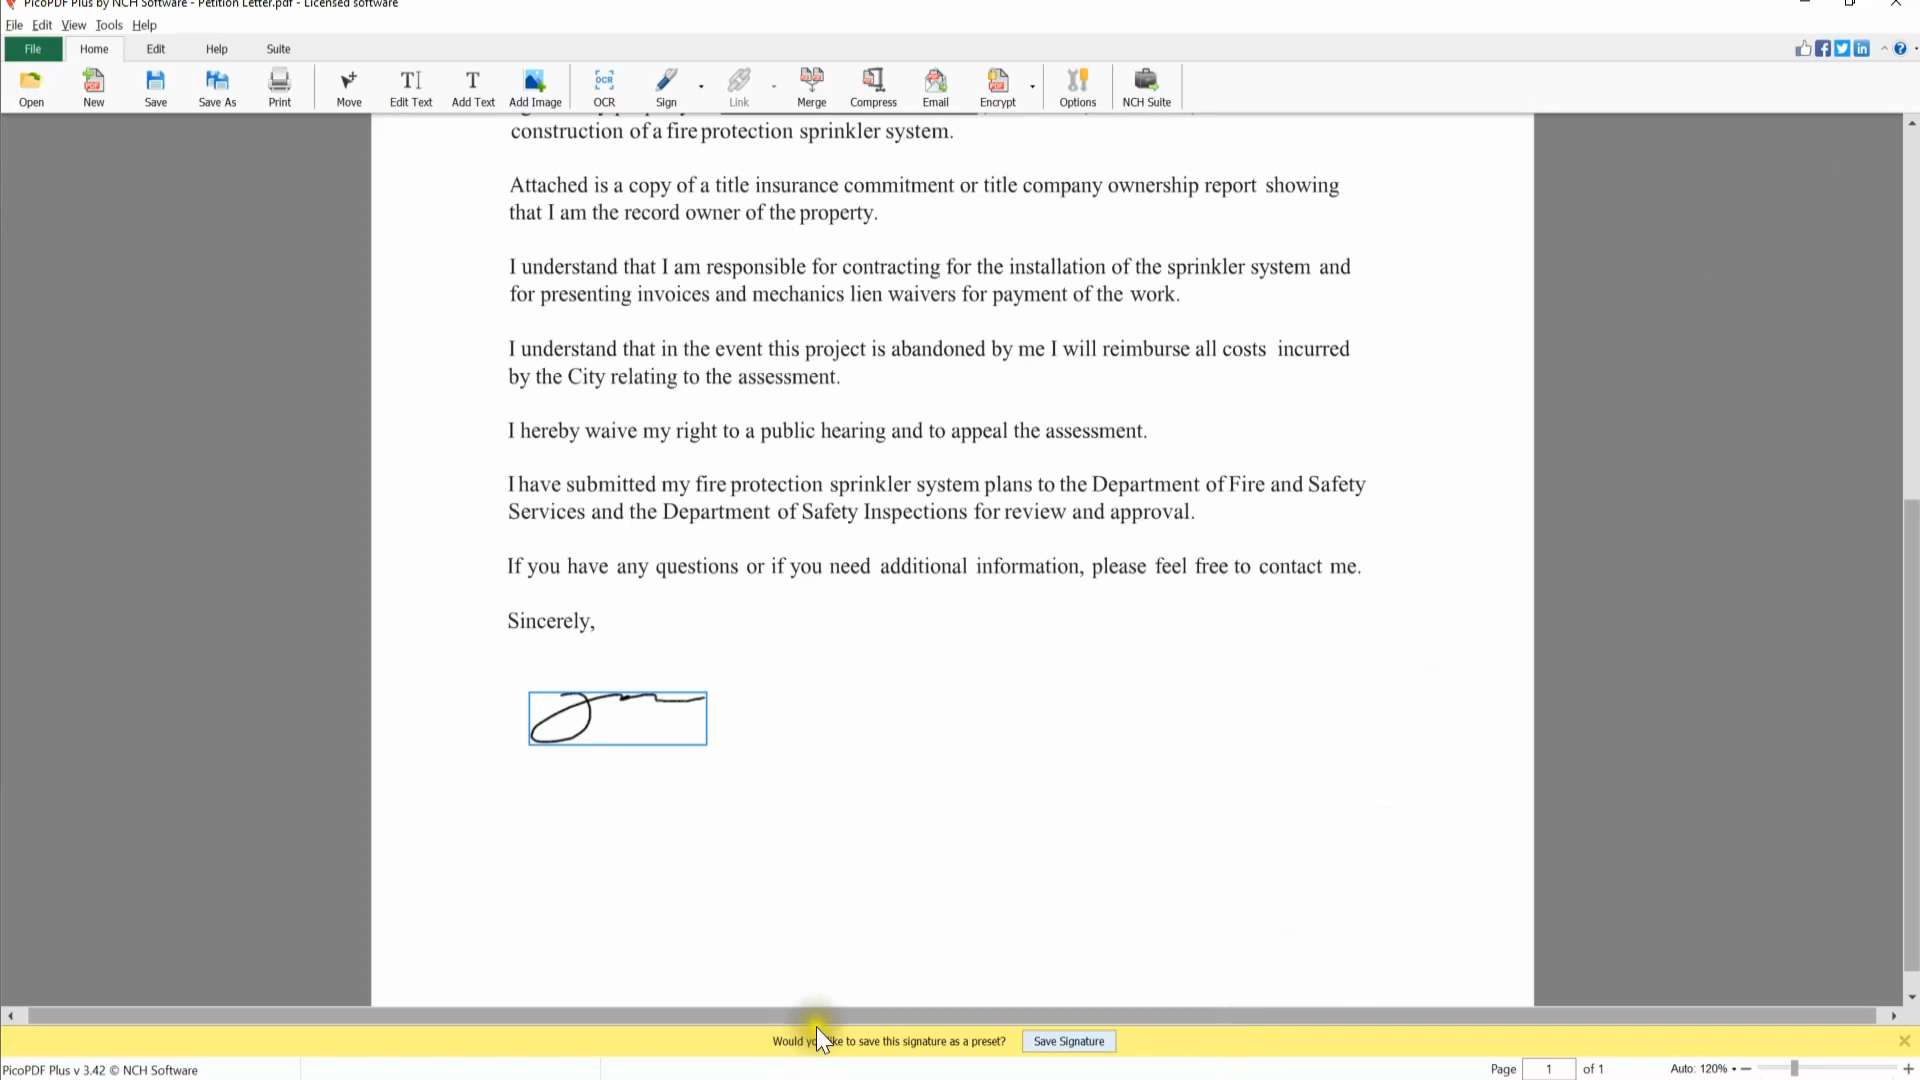 PicoPDF Plus by NCH Software - Petition Letter.pdf - Licensed software
File Edit View Tools Help
File Home Edit Help Suite
Open New Save Save As Print Move Edit Text Add Text Add Image OCR Sign Link Merge Compress Email Encrypt Options NCH Suite
construction of a fire protection sprinkler system.
Attached is a copy of a title insurance commitment or title company ownership report showing
that I am the record owner of the property.
I understand that I am responsible for contracting for the installation of the sprinkler system and
for presenting invoices and mechanics lien waivers for payment of the work.
I understand that in the event this project is abandoned by me I will reimburse all costs incurred
by the City relating to the assessment.
I hereby waive my right to a public hearing and to appeal the assessment.
I have submitted my fire protection sprinkler system plans to the Department of Fire and Safety
Services and the Department of Safety Inspections for review and approval.
If you have any questions or if you need additional information, please feel free to contact me.
Sincerely,
Would ke to save this signature as a preset? Save Signature
PicoPDF Plus v 3.42 © NCH Software Page 1 of 1 Auto: 120%